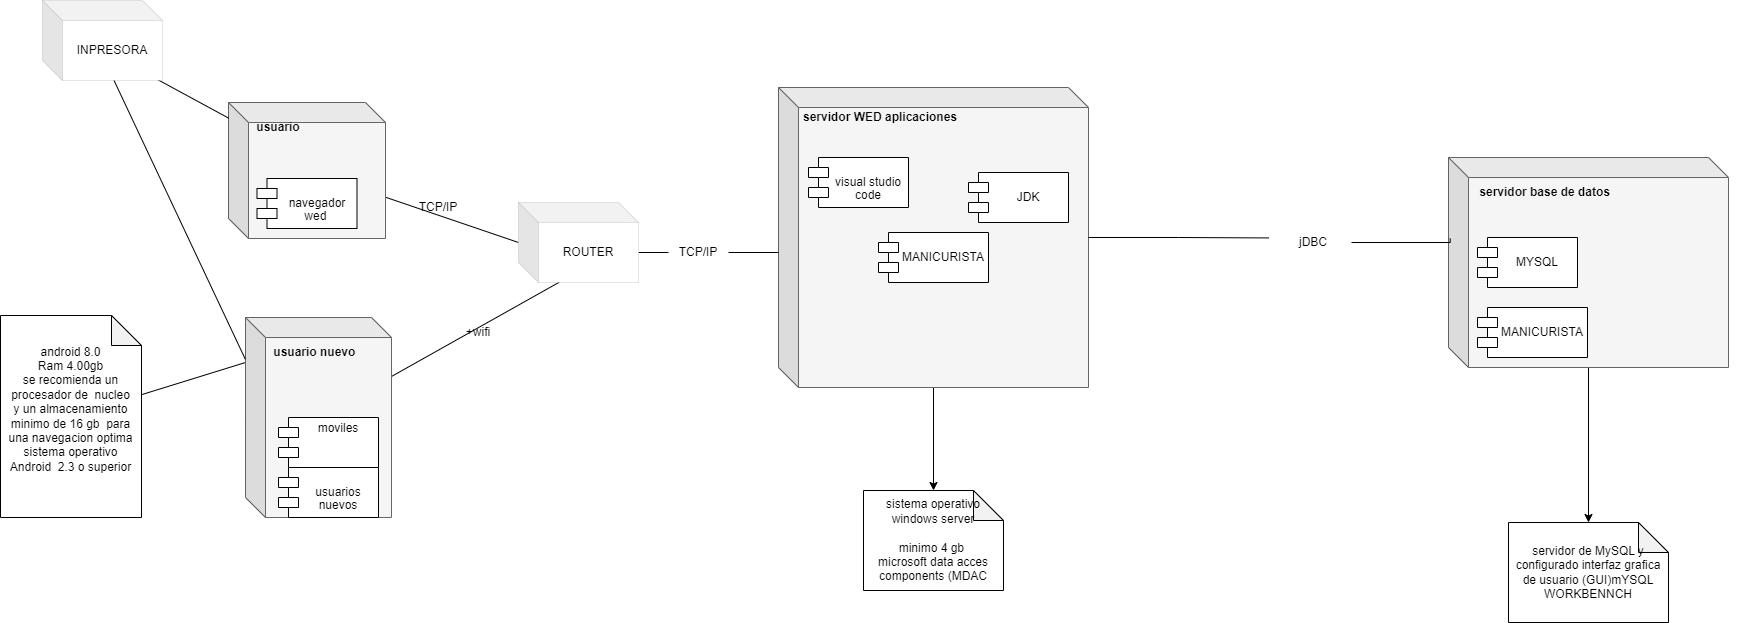 INPRESORA
usuario
navegador
wed
TCP/IP
ROUTER
TCP/IP
+wifi
android 8.0
Ram 4.00gb
se recomienda un
procesador de nucleo
y un almacenamiento
minimo de 16 gb para
una navegacion optima
sistema operativo
Android 2.3 o superior
usuario nuevo
moviles
usuarios
nuevos
servidor WED aplicaciones
visual studio
code
JDK
MANICURISTA
sistema operativo
windows server
minimo 4 gb
microsoft data acces
components (MDAC
jDBC
servidor base de datos
MYSQL
MANICURISTA
servidor de MySQL y
configurado interfaz grafica
de usuario (GUI)mYSQL
WORKBENNCH